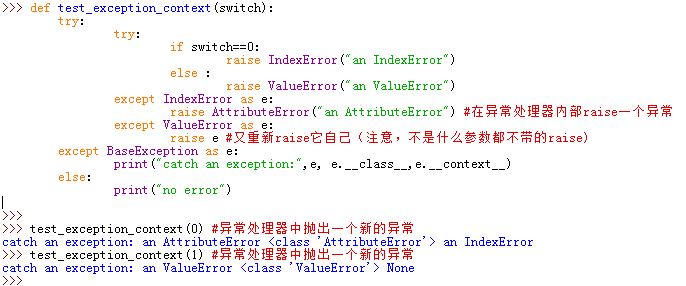 >>> def test_exception_context(switch):
        try:
                try:
                        if switch==0:
                                raise IndexError("an IndexError")
                        else :
                                raise ValueError("an ValueError")
                except IndexError as e:
                        raise AttributeError("an AttributeError") #在异常处理器内部raise一个异常
                except ValueError as e:
                        raise e #又重新raise它自己（注意，不是什么参数都不带的raise)
        except BaseException as e:
                print("catch an exception:",e, e.__class__,e.__context__)
        else:
                print("no error")
>>>
>>> test_exception_context(0) #异常处理器中抛出一个新的异常
catch an exception: an AttributeError <class 'AttributeError'> an IndexError
>>> test_exception_context(1) #异常处理器中抛出一个新的异常
catch an exception: an ValueError <class 'ValueError'> None
>>>